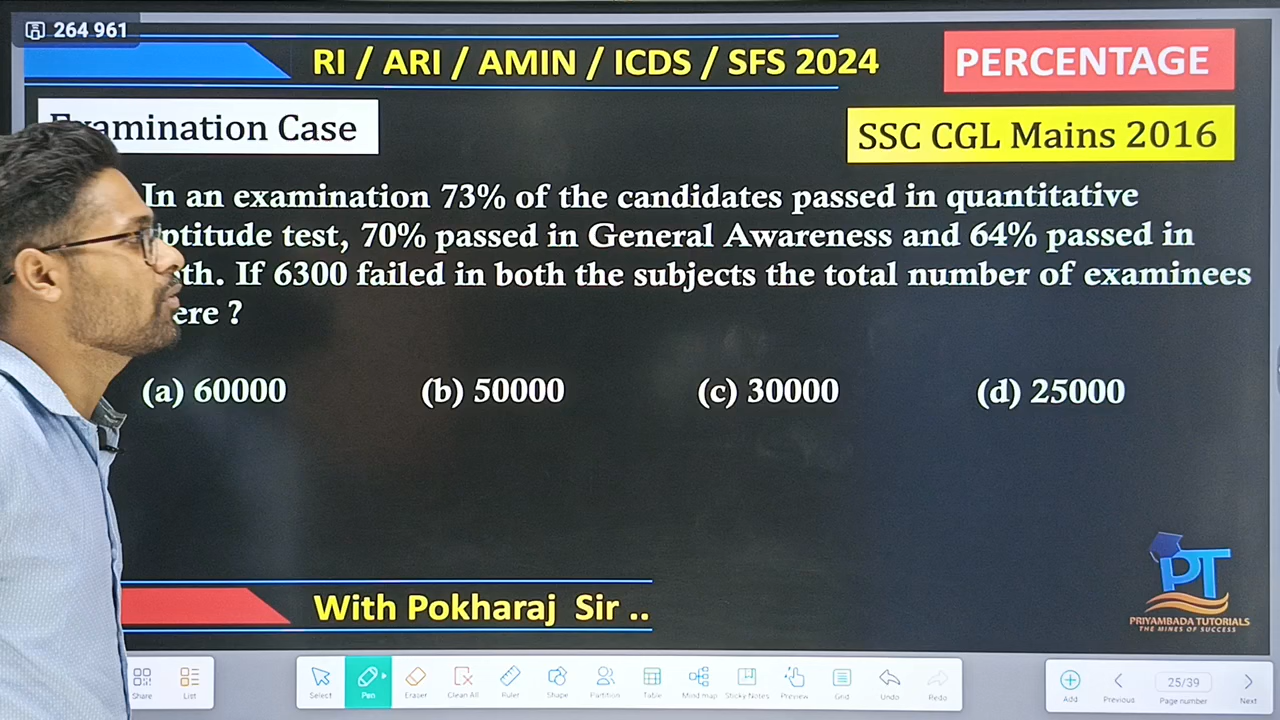 264 961
RI / ARI / AMIN / ICDS / SFS 2024
PERCENTAGE
Examination Case
SSC CGL Mains 2016
In an examination 73% of the candidates passed in quantitative
test, 70% passed in General Awareness and 64% passed in
If 6300 failed in both the subjects the total number of examinees
?
(a) 60000 (b) 50000 (c) 30000 (d) 25000
PT
PRIYAMBADA TUTORIALS
THE MINES OF SUCCESS
With Pokharaj Sir ..
Share List Select Pen Eraser Clean All Ruler Shape Partition Table Mind map Sticky Notes Preview Grid Undo Redo Add Previous 25/39 Page number Next